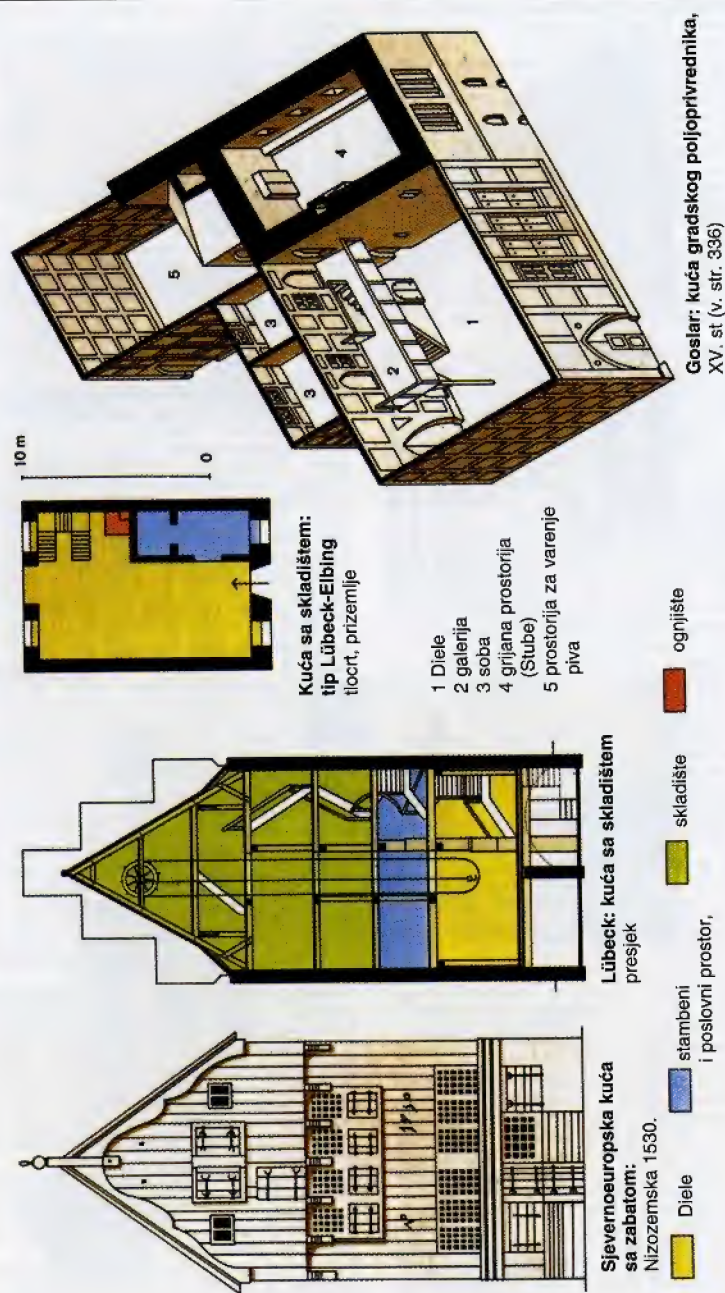 Sjevernoeuropska kuća
sa zabatom:
Nizozemska 1530.
Lübeck: kuća sa skladištem
presjek
Kuća sa skladištem:
tip Lübeck-Elbing
tlocrt, prizemlje
10 m
0
1 Diele
2 galerija
3 soba
4 grijana prostorija
(Stube)
5 prostorija za varenje
piva
1
2
3
3
4
5
Goslar: kuća gradskog poljoprivrednika,
XV. st (v. str. 336)
Diele
stambeni
i poslovni prostor,
skladište
ognjište